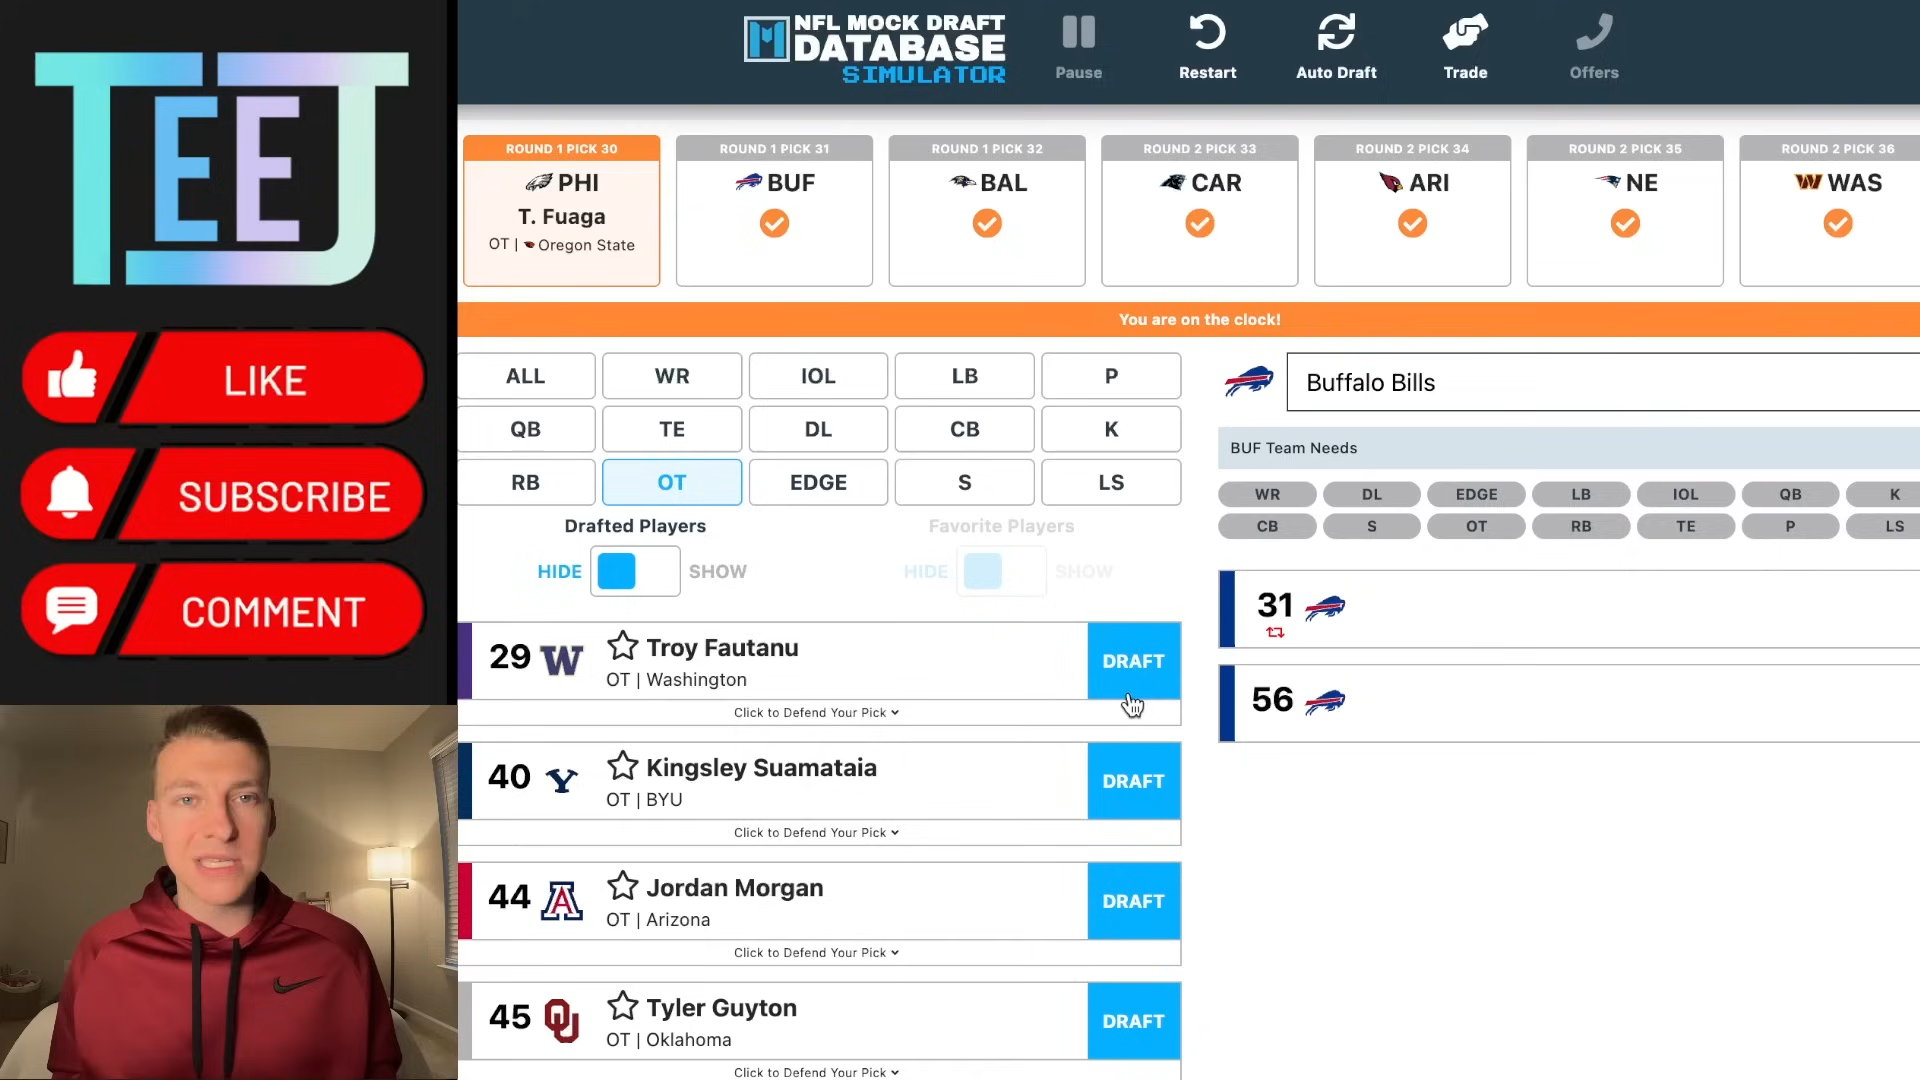 TEEJ
LIKE
SUBSCRIBE
COMMENT
NFL MOCK DRAFT
DATABASE
SIMULATOR
Pause
Restart
Auto Draft
Trade
Offers
ROUND 1 PICK 30
PHI
T. Fuaga
OT | Oregon State
ROUND 1 PICK 31
BUF
ROUND 1 PICK 32
BAL
ROUND 2 PICK 33
CAR
ROUND 2 PICK 34
ARI
ROUND 2 PICK 35
NE
ROUND 2 PICK 36
WAS
You are on the clock!
ALL WR IOL LB P
QB TE DL CB K
RB OT EDGE S LS
Drafted Players
HIDE SHOW
Favorite Players
HIDE SHOW
29 W Troy Fautanu
OT | Washington
DRAFT
Click to Defend Your Pick
40 Y Kingsley Suamataia
OT | BYU
DRAFT
Click to Defend Your Pick
44 A Jordan Morgan
OT | Arizona
DRAFT
Click to Defend Your Pick
45 OU Tyler Guyton
OT | Oklahoma
DRAFT
Click to Defend Your Pick
Buffalo Bills
BUF Team Needs
WR DL EDGE LB IOL QB K
CB S OT RB TE P LS
31
56